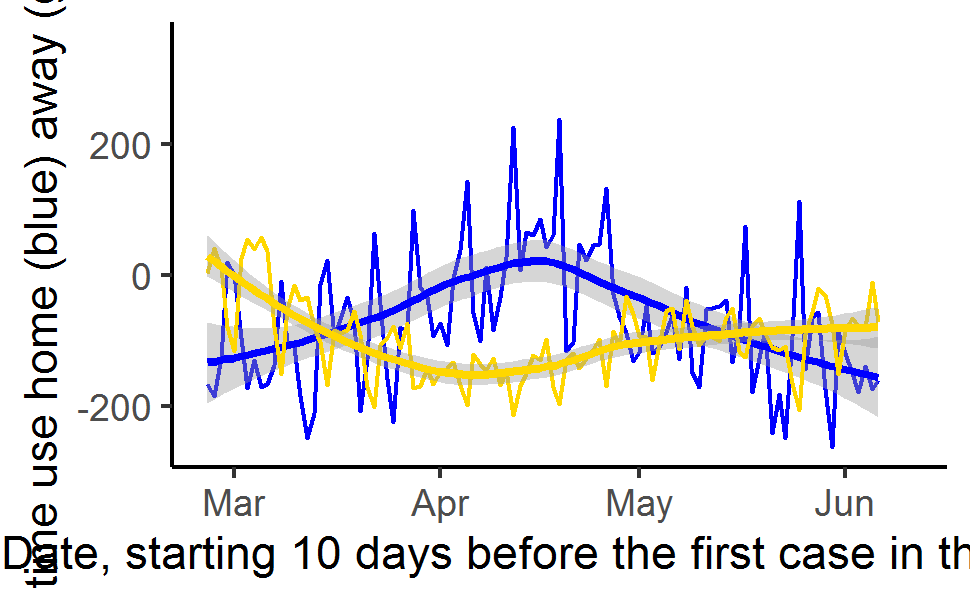 time use home (blue) away (
200
0
-200
Mar Apr May Jun
Date, starting 10 days before the first case in th